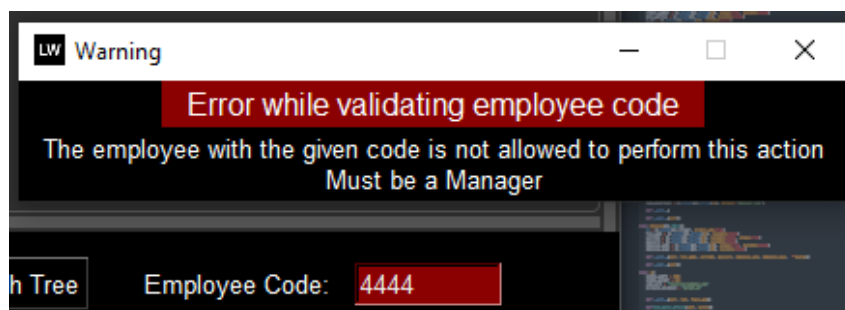 LW Warning
Error while validating employee code
The employee with the given code is not allowed to perform this action
Must be a Manager
h Tree Employee Code: 4444